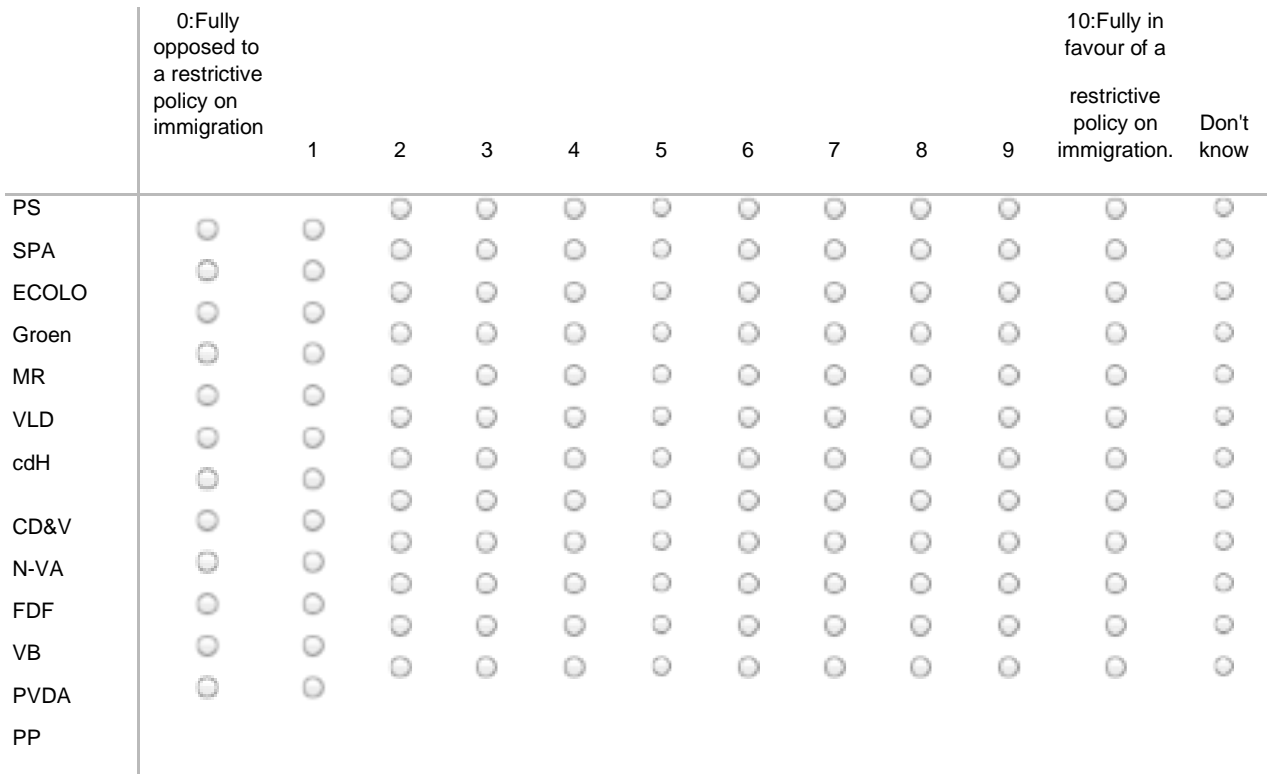 0:Fully
opposed to
a restrictive
policy on
immigration
1
2
3
4
5
6
7
8
9
10:Fully in
favour of a
restrictive
policy on
immigration.
Don't
know
PS
SPA
ECOLO
Groen
MR
VLD
cdH
CD&V
N-VA
FDF
VB
PVDA
PP